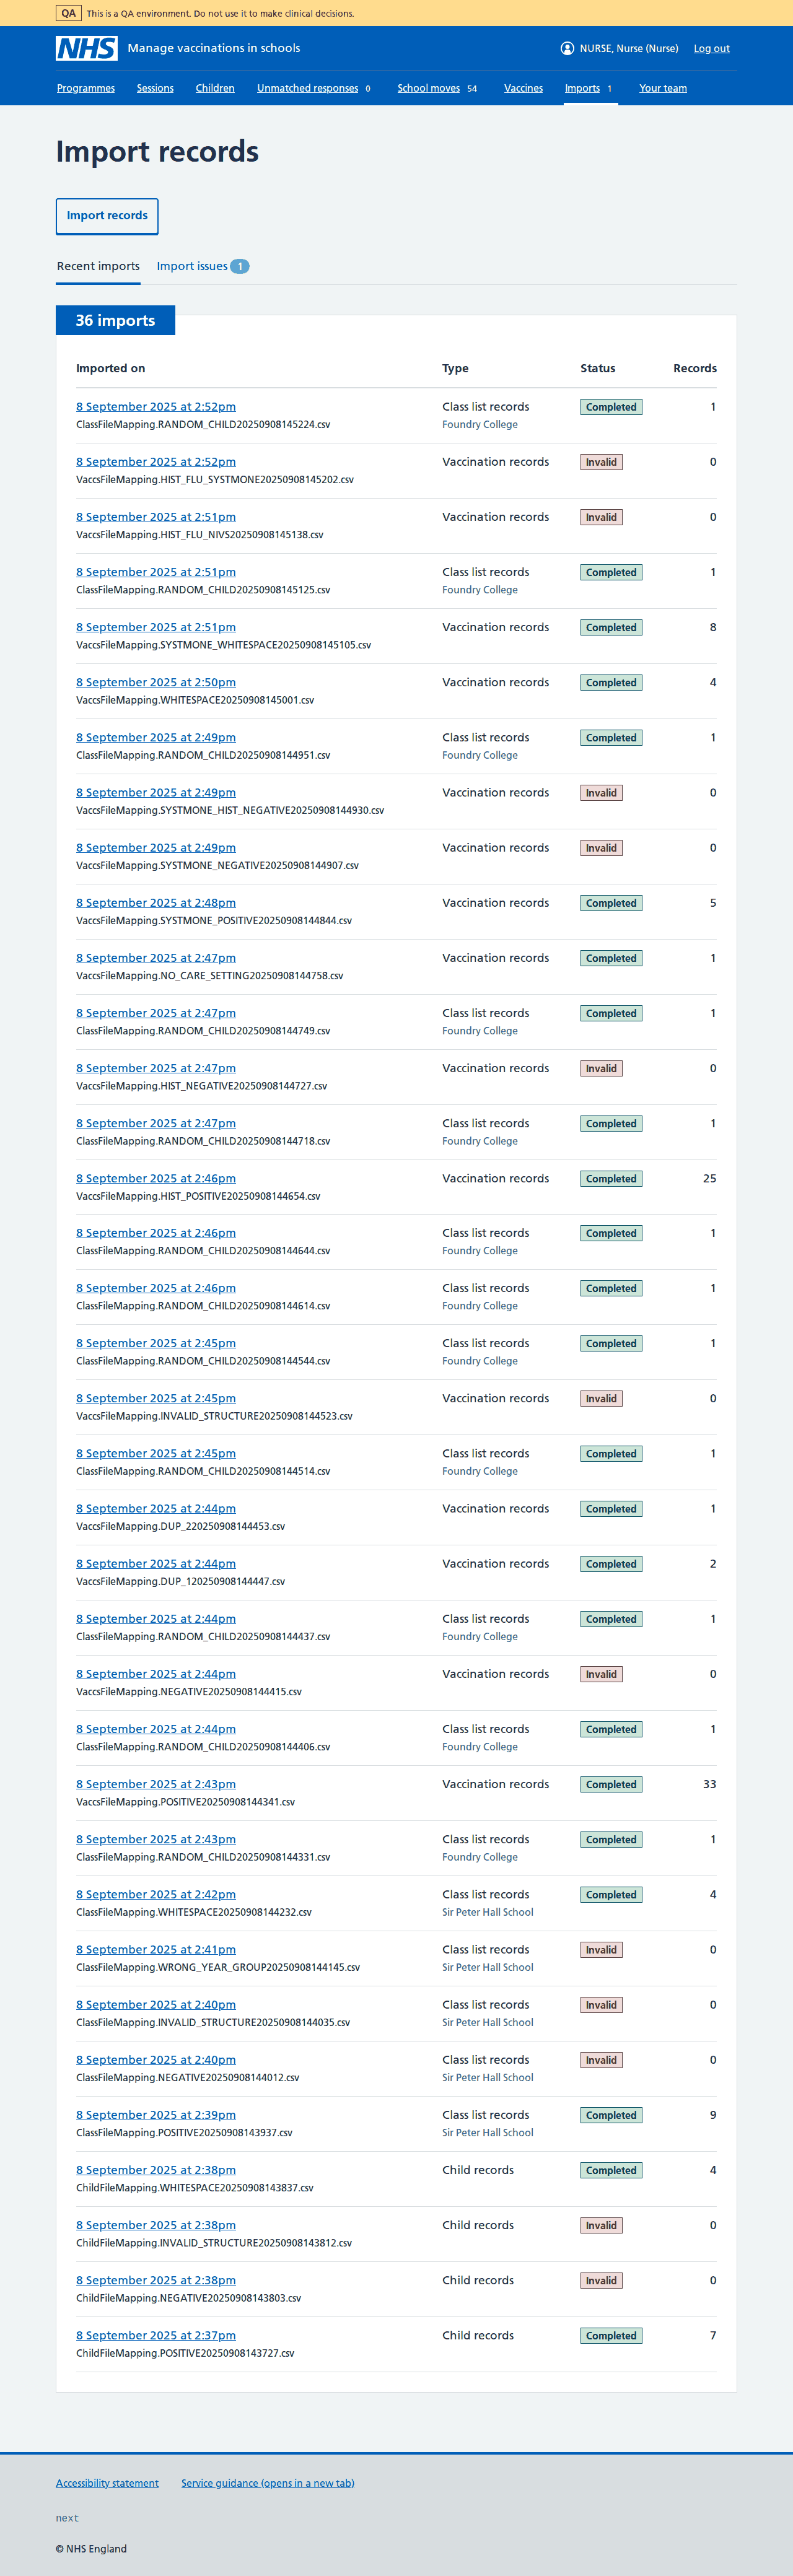 QA This is a QA environment. Do not use it to make clinical decisions.
NHS Manage vaccinations in schools NURSE, Nurse (Nurse) Log out
Programmes Sessions Children Unmatched responses 0 School moves 54 Vaccines Imports 1 Your team
Import records
Import records
Recent imports Import issues 1
36 imports
Imported on Type Status Records
8 September 2025 at 2:52pm Class list records Completed 1
ClassFileMapping.RANDOM_CHILD20250908145224.csv Foundry College
8 September 2025 at 2:52pm Vaccination records Invalid 0
VaccsFileMapping.HIST_FLU_SYSTMONE20250908145202.csv
8 September 2025 at 2:51pm Vaccination records Invalid 0
VaccsFileMapping.HIST_FLU_NIVS20250908145138.csv
8 September 2025 at 2:51pm Class list records Completed 1
ClassFileMapping.RANDOM_CHILD20250908145125.csv Foundry College
8 September 2025 at 2:51pm Vaccination records Completed 8
VaccsFileMapping.SYSTMONE_WHITESPACE20250908145105.csv
8 September 2025 at 2:50pm Vaccination records Completed 4
VaccsFileMapping.WHITESPACE20250908145001.csv
8 September 2025 at 2:49pm Class list records Completed 1
ClassFileMapping.RANDOM_CHILD20250908144951.csv Foundry College
8 September 2025 at 2:49pm Vaccination records Invalid 0
VaccsFileMapping.SYSTMONE_HIST_NEGATIVE20250908144930.csv
8 September 2025 at 2:49pm Vaccination records Invalid 0
VaccsFileMapping.SYSTMONE_NEGATIVE20250908144907.csv
8 September 2025 at 2:48pm Vaccination records Completed 5
VaccsFileMapping.SYSTMONE_POSITIVE20250908144844.csv
8 September 2025 at 2:47pm Vaccination records Completed 1
VaccsFileMapping.NO_CARE_SETTING20250908144758.csv
8 September 2025 at 2:47pm Class list records Completed 1
ClassFileMapping.RANDOM_CHILD20250908144749.csv Foundry College
8 September 2025 at 2:47pm Vaccination records Invalid 0
VaccsFileMapping.HIST_NEGATIVE20250908144727.csv
8 September 2025 at 2:47pm Class list records Completed 1
ClassFileMapping.RANDOM_CHILD20250908144718.csv Foundry College
8 September 2025 at 2:46pm Vaccination records Completed 25
VaccsFileMapping.HIST_POSITIVE20250908144654.csv
8 September 2025 at 2:46pm Class list records Completed 1
ClassFileMapping.RANDOM_CHILD20250908144644.csv Foundry College
8 September 2025 at 2:46pm Class list records Completed 1
ClassFileMapping.RANDOM_CHILD20250908144614.csv Foundry College
8 September 2025 at 2:45pm Class list records Completed 1
ClassFileMapping.RANDOM_CHILD20250908144544.csv Foundry College
8 September 2025 at 2:45pm Vaccination records Invalid 0
VaccsFileMapping.INVALID_STRUCTURE20250908144523.csv
8 September 2025 at 2:45pm Class list records Completed 1
ClassFileMapping.RANDOM_CHILD20250908144514.csv Foundry College
8 September 2025 at 2:44pm Vaccination records Completed 1
VaccsFileMapping.DUP_220250908144453.csv
8 September 2025 at 2:44pm Vaccination records Completed 2
VaccsFileMapping.DUP_120250908144447.csv
8 September 2025 at 2:44pm Class list records Completed 1
ClassFileMapping.RANDOM_CHILD20250908144437.csv Foundry College
8 September 2025 at 2:44pm Vaccination records Invalid 0
VaccsFileMapping.NEGATIVE20250908144415.csv
8 September 2025 at 2:44pm Class list records Completed 1
ClassFileMapping.RANDOM_CHILD20250908144406.csv Foundry College
8 September 2025 at 2:43pm Vaccination records Completed 33
VaccsFileMapping.POSITIVE20250908144341.csv
8 September 2025 at 2:43pm Class list records Completed 1
ClassFileMapping.RANDOM_CHILD20250908144331.csv Foundry College
8 September 2025 at 2:42pm Class list records Completed 4
ClassFileMapping.WHITESPACE20250908144232.csv Sir Peter Hall School
8 September 2025 at 2:41pm Class list records Invalid 0
ClassFileMapping.WRONG_YEAR_GROUP20250908144145.csv Sir Peter Hall School
8 September 2025 at 2:40pm Class list records Invalid 0
ClassFileMapping.INVALID_STRUCTURE20250908144035.csv Sir Peter Hall School
8 September 2025 at 2:40pm Class list records Invalid 0
ClassFileMapping.NEGATIVE20250908144012.csv Sir Peter Hall School
8 September 2025 at 2:39pm Class list records Completed 9
ClassFileMapping.POSITIVE20250908143937.csv Sir Peter Hall School
8 September 2025 at 2:38pm Child records Completed 4
ChildFileMapping.WHITESPACE20250908143837.csv
8 September 2025 at 2:38pm Child records Invalid 0
ChildFileMapping.INVALID_STRUCTURE20250908143812.csv
8 September 2025 at 2:38pm Child records Invalid 0
ChildFileMapping.NEGATIVE20250908143803.csv
8 September 2025 at 2:37pm Child records Completed 7
ChildFileMapping.POSITIVE20250908143727.csv
Accessibility statement Service guidance (opens in a new tab)
next
© NHS England